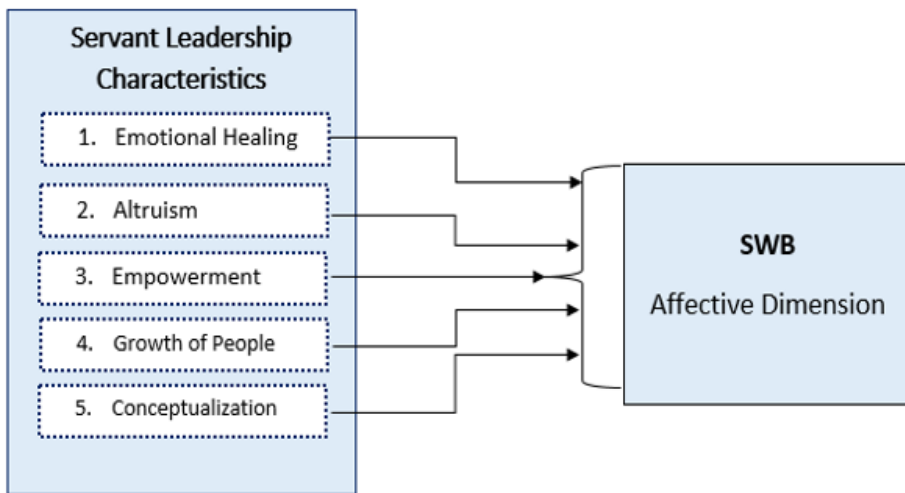 Servant Leadership
Characteristics
1. Emotional Healing
2. Altruism
3. Empowerment
4. Growth of People
5. Conceptualization
SWB
Affective Dimension